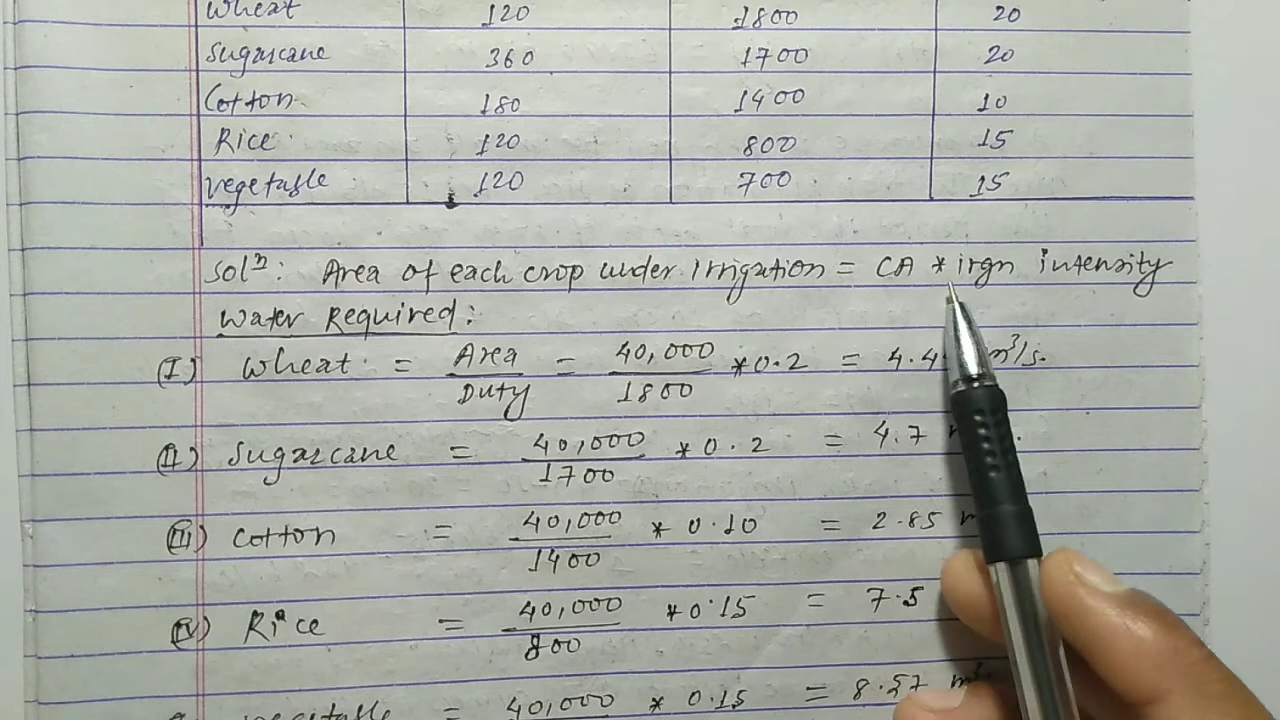 Wheat 120 1800 20
Sugarcane 360 1700 20
Cotton 180 1400 10
Rice 120 800 15
vegetable 120 700 15
Solⁿ: Area of each crop under irrigation = CA * irgn intensity
Water Required:
(I) Wheat = Area/Duty = 40,000/1800 * 0.2 = 4.4 m³/s.
(II) Sugarcane = 40,000/1700 * 0.2 = 4.7
(III) Cotton = 40,000/1400 * 0.10 = 2.85
(IV) Rice = 40,000/800 * 0.15 = 7.5
vegetable = 40,000 * 0.15 = 8.57 m³